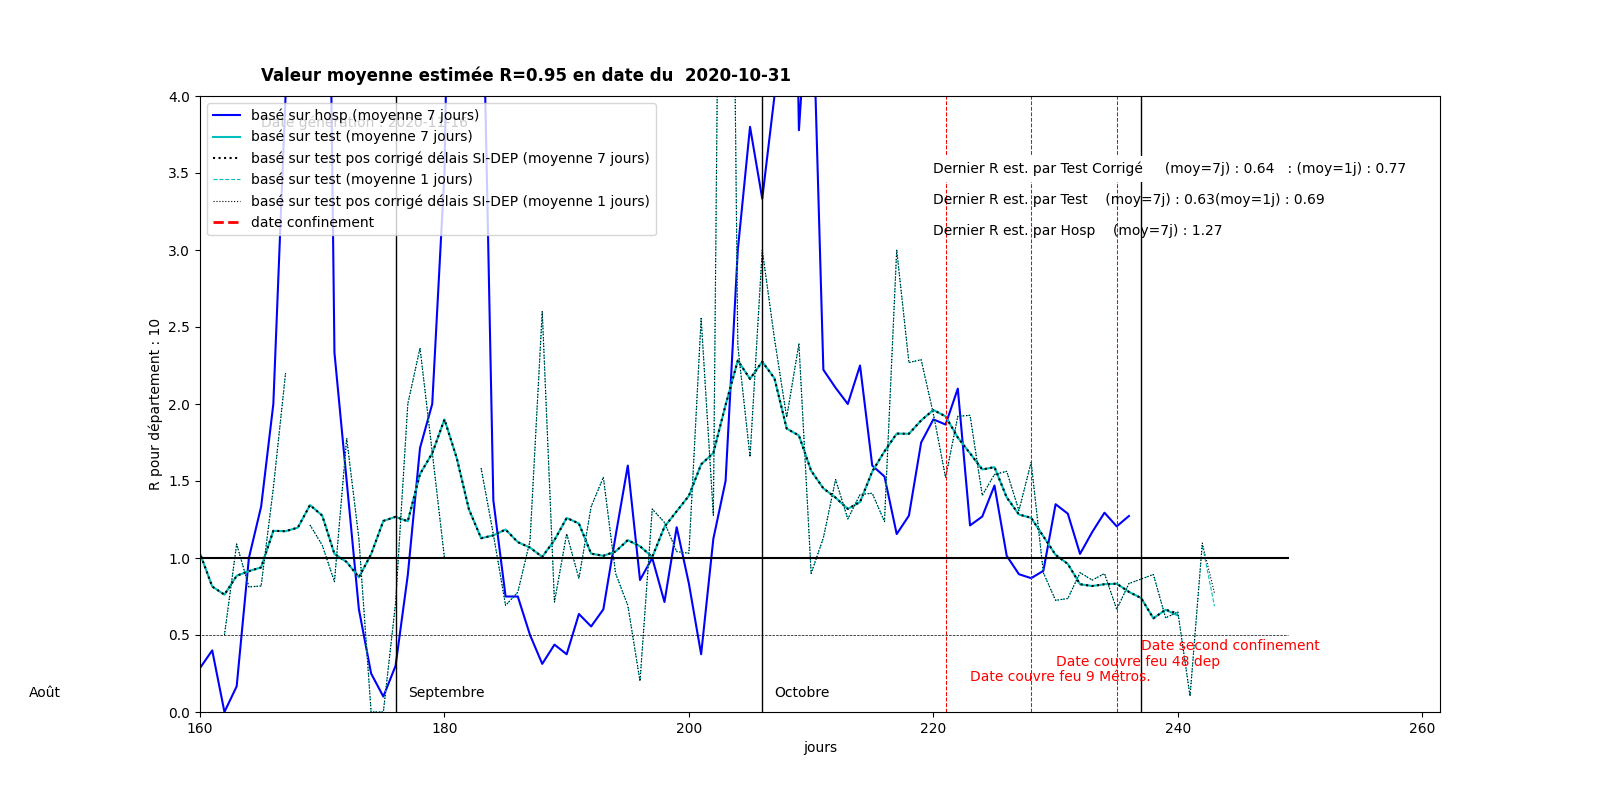 Valeur moyenne estimée R=0.95 en date du  2020-10-31
4.0
3.5
3.0
2.5
2.0
1.5
1.0
0.5
0.0
R pour département : 10
basé sur hosp (moyenne 7 jours)
basé sur test (moyenne 7 jours)
basé sur test pos corrigé délais SI-DEP (moyenne 7 jours)
basé sur test (moyenne 1 jours)
basé sur test pos corrigé délais SI-DEP (moyenne 1 jours)
date confinement
Dernier R est. par Test Corrigé     (moy=7j) : 0.64   : (moy=1j) : 0.77
Dernier R est. par Test    (moy=7j) : 0.63(moy=1j) : 0.69
Dernier R est. par Hosp    (moy=7j) : 1.27
Date second confinement
Date couvre feu 48 dep
Date couvre feu 9 Métros.
Août
Septembre
Octobre
160 180 200 220 240 260
jours